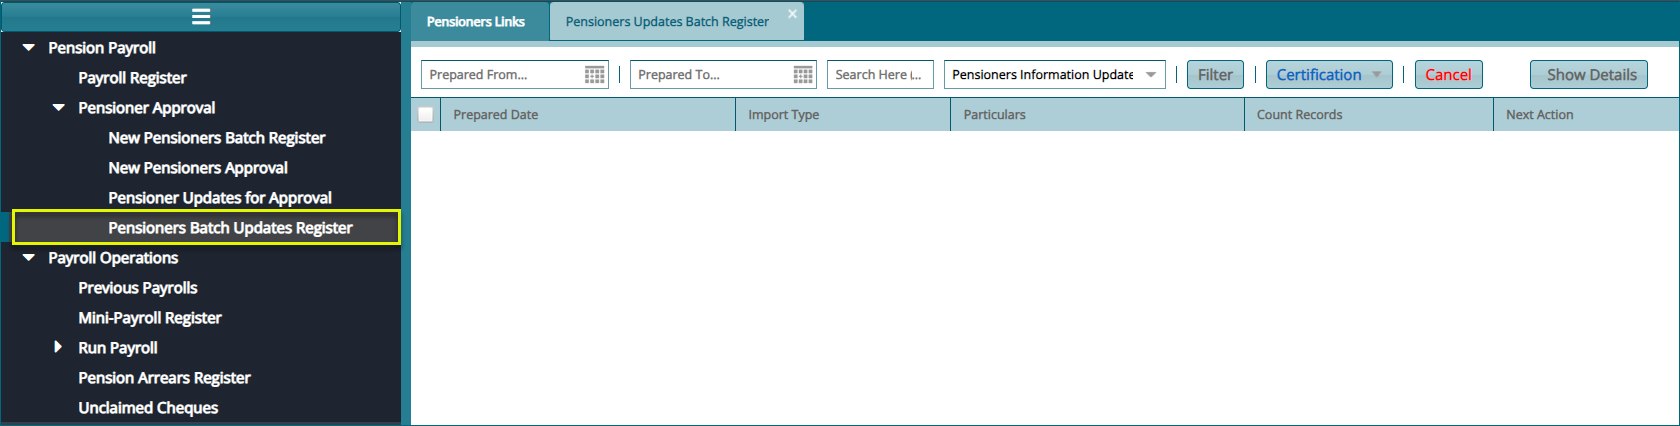 Pension Payroll
Payroll Register
Pensioner Approval
New Pensioners Batch Register
New Pensioners Approval
Pensioner Updates for Approval
Pensioners Batch Updates Register
Payroll Operations
Previous Payrolls
Mini-Payroll Register
Run Payroll
Pension Arrears Register
Unclaimed Cheques
Pensioners Links Pensioners Updates Batch Register
Prepared From... Prepared To... Search Here i... Pensioners Information Update Filter Certification Cancel Show Details
Prepared Date Import Type Particulars Count Records Next Action